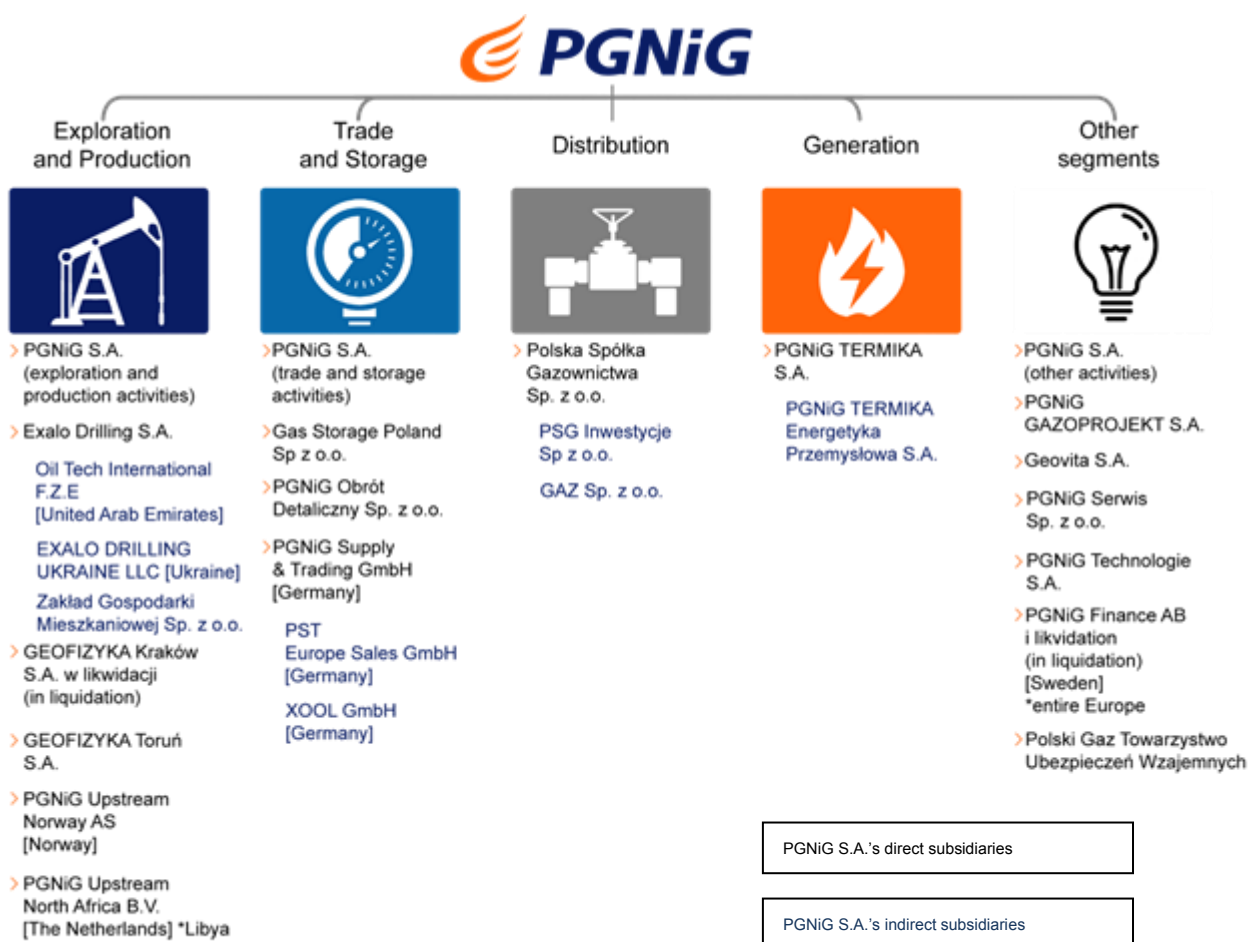 PGNiG
Exploration
and Production
PGNiG S.A.
(exploration and
production activities)
Exalo Drilling S.A.
Oil Tech International
F.Z.E
[United Arab Emirates]
EXALO DRILLING
UKRAINE LLC [Ukraine]
Zakład Gospodarki
Mieszkaniowej Sp. z o.o.
GEOFIZYKA Kraków
S.A. w likwidacji
(in liquidation)
GEOFIZYKA Toruń
S.A.
PGNiG Upstream
Norway AS
[Norway]
PGNiG Upstream
North Africa B.V.
[The Netherlands] *Libya
Trade
and Storage
PGNiG S.A.
(trade and storage
activities)
Gas Storage Poland
Sp z o.o.
PGNiG Obrót
Detaliczny Sp. z o.o.
PGNiG Supply
& Trading GmbH
[Germany]
PST
Europe Sales GmbH
[Germany]
XOOL GmbH
[Germany]
Distribution
Polska Spółka
Gazownictwa
Sp. z o.o.
PSG Inwestycje
Sp z o.o.
GAZ Sp. z o.o.
Generation
PGNiG TERMIKA
S.A.
PGNiG TERMIKA
Energetyka
Przemysłowa S.A.
Other
segments
PGNiG S.A.
(other activities)
PGNiG
GAZOPROJEKT S.A.
Geovita S.A.
PGNiG Serwis
Sp. z o.o.
PGNiG Technologie
S.A.
PGNiG Finance AB
i likvidation
(in liquidation)
[Sweden]
*entire Europe
Polski Gaz Towarzystwo
Ubezpieczeń Wzajemnych
PGNiG S.A.'s direct subsidiaries
PGNiG S.A.'s indirect subsidiaries